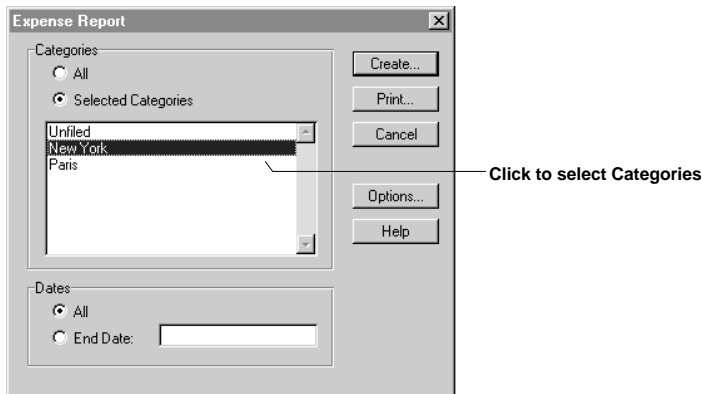 Expense Report
Categories
All
Selected Categories
Unfiled
New York
Paris
Create...
Print...
Cancel
Options...
Help
Click to select Categories
Dates
All
End Date: